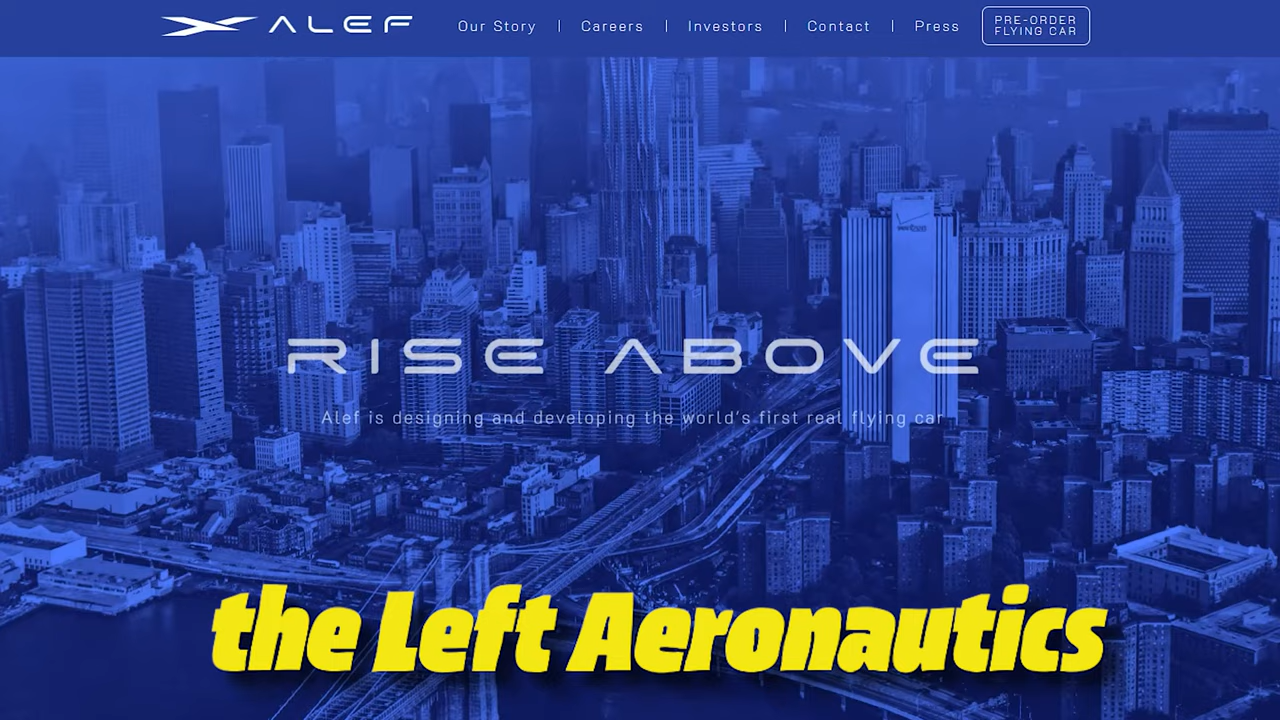 ALEF
Our Story | Careers | Investors | Contact | Press
PRE-ORDER
FLYING CAR
verizon
RISE ABOVE
Alef is designing and developing the world's first real flying car
the Left Aeronautics